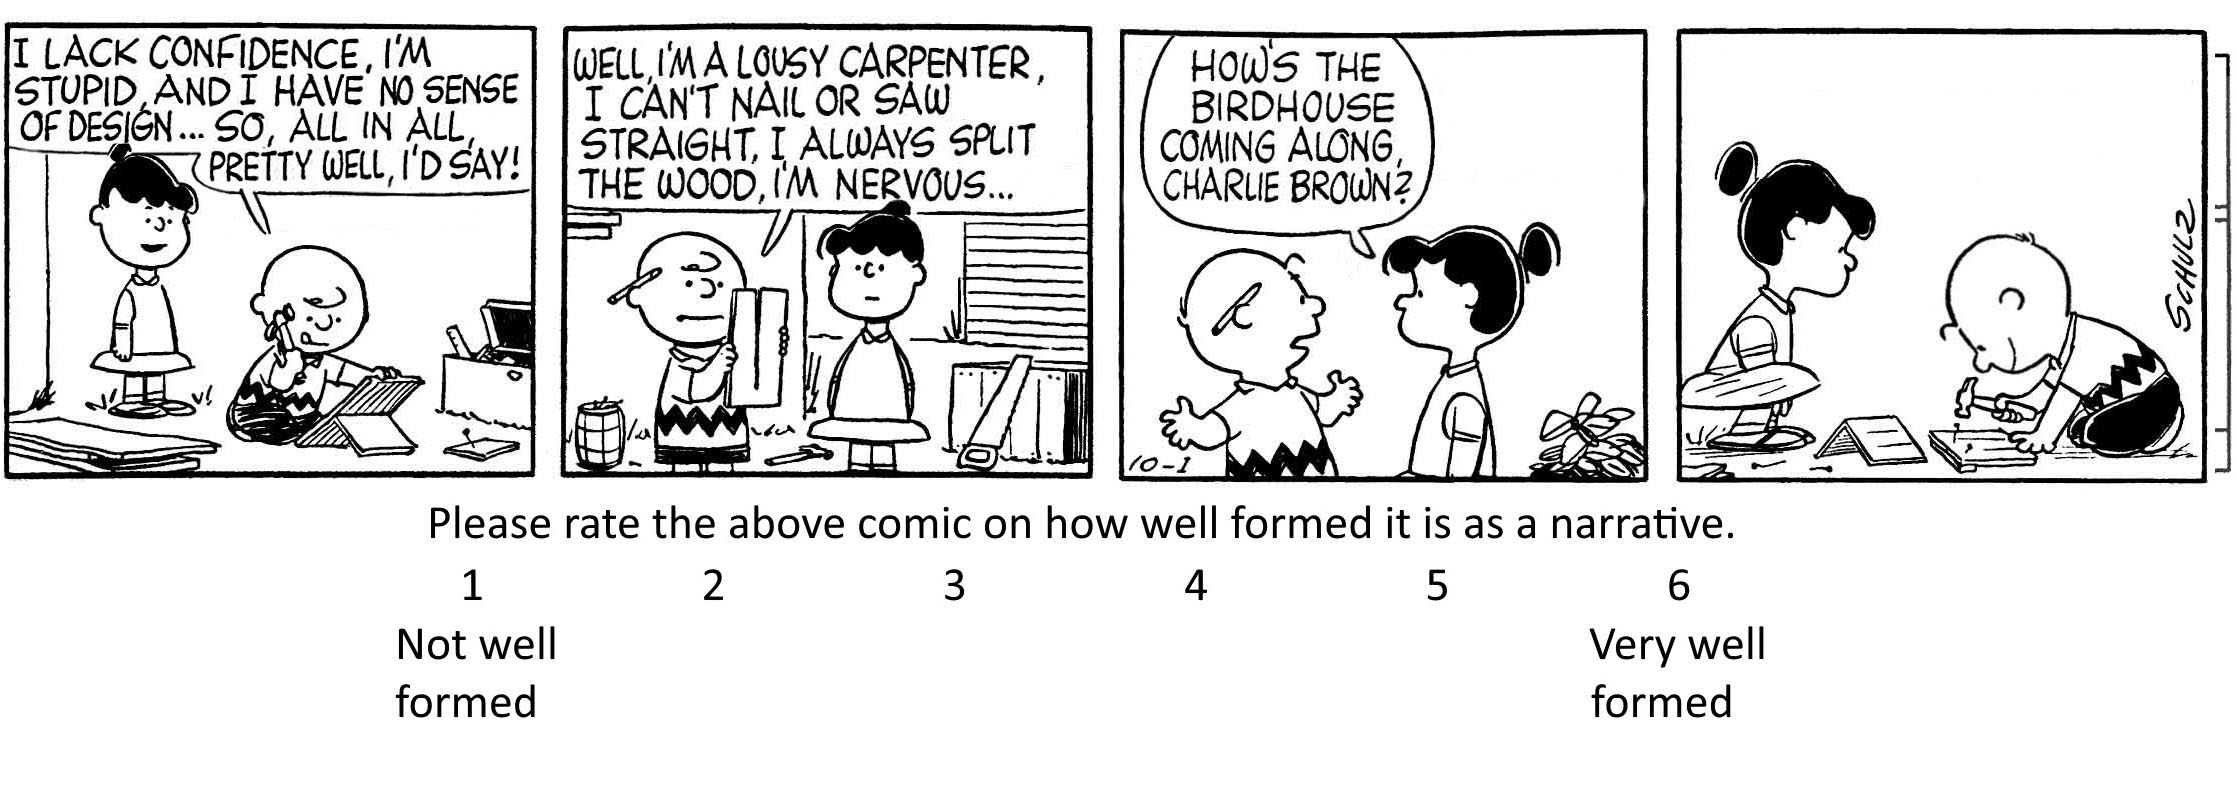 I LACK CONFIDENCE, I'M
STUPID, AND I HAVE NO SENSE
OF DESIGN... SO, ALL IN ALL,
PRETTY WELL, I'D SAY!
WELL, I'M A LOUSY CARPENTER,
I CAN'T NAIL OR SAW
STRAIGHT, I ALWAYS SPLIT
THE WOOD, I'M NERVOUS...
HOW'S THE
BIRDHOUSE
COMING ALONG,
CHARLIE BROWN?
10-1
SCHULZ
Please rate the above comic on how well formed it is as a narrative.
1 2 3 4 5 6
Not well
formed
Very well
formed